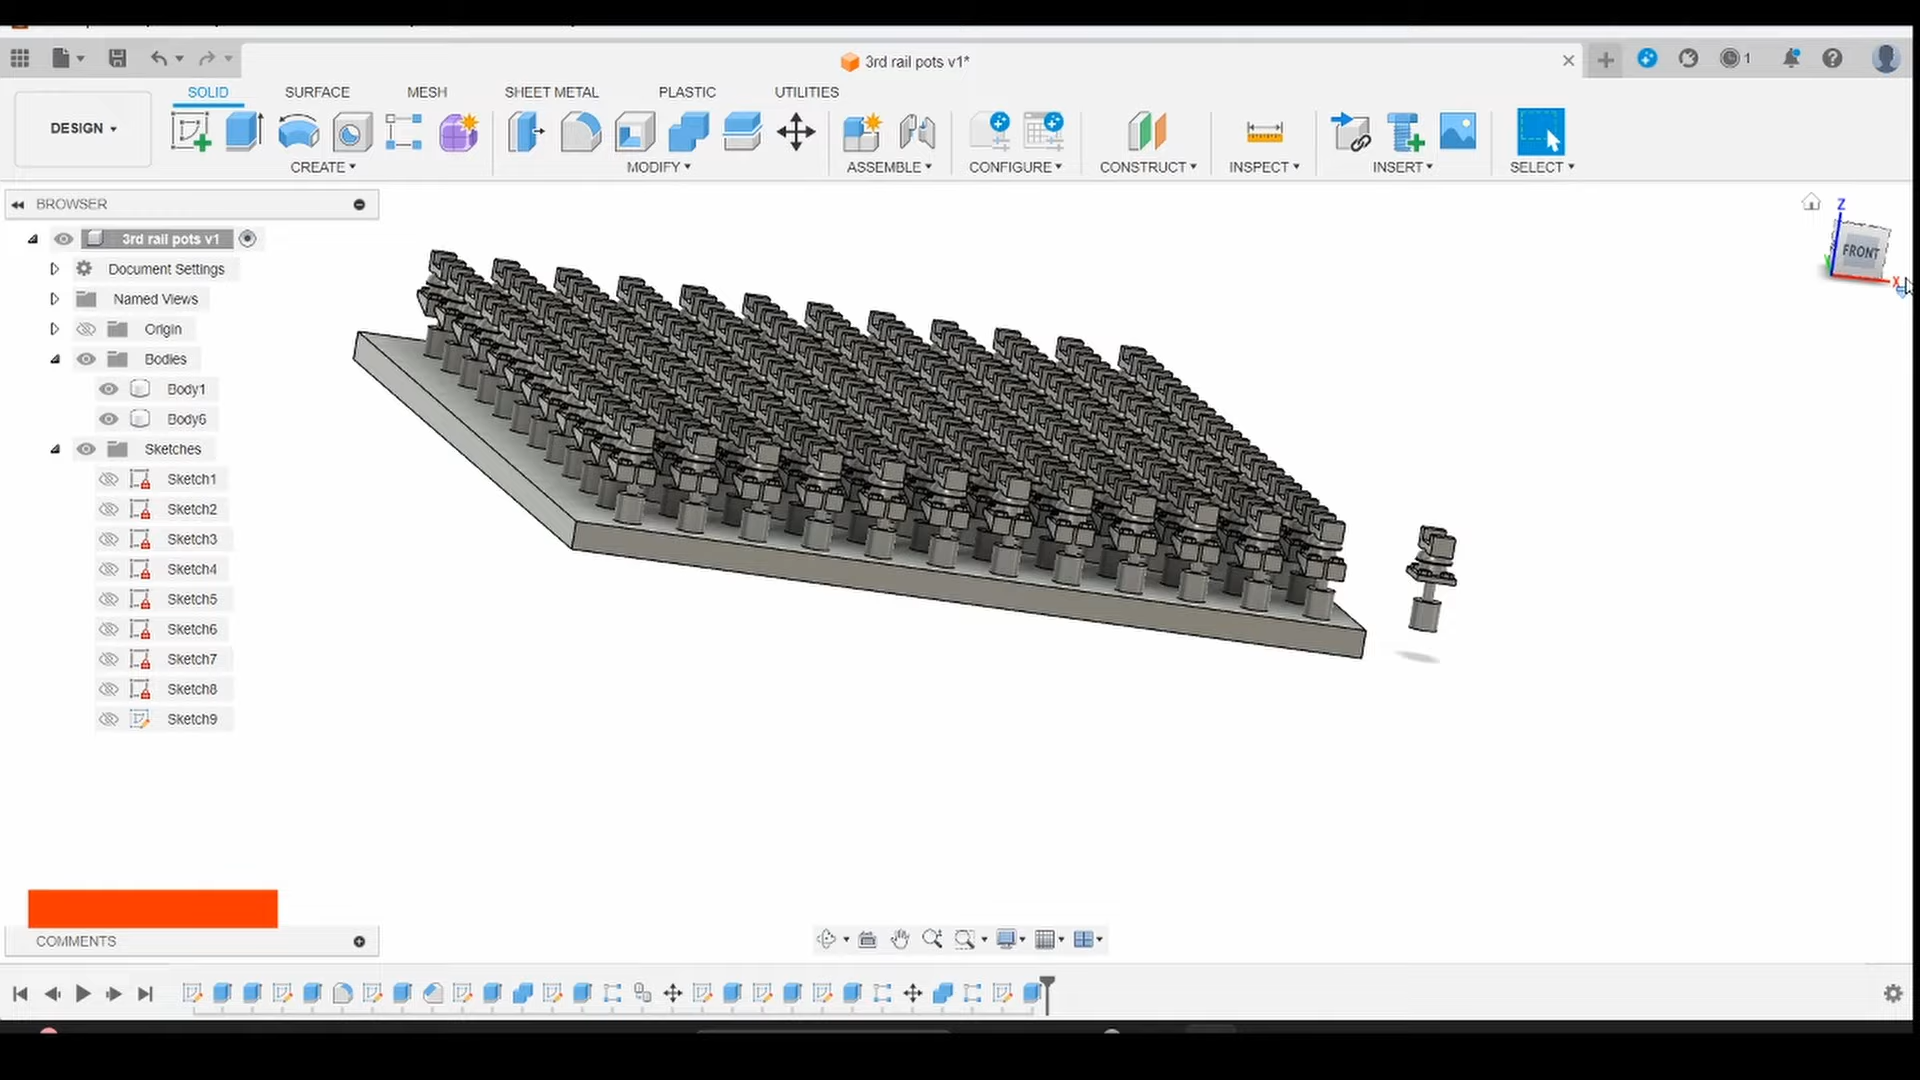 3rd rail pots v1*
1
DESIGN
SOLID
SURFACE
MESH
SHEET METAL
PLASTIC
UTILITIES
CREATE
MODIFY
ASSEMBLE
CONFIGURE
CONSTRUCT
INSPECT
INSERT
SELECT
BROWSER
3rd rail pots v1
Document Settings
Named Views
Origin
Bodies
Body1
Body6
Sketches
Sketch1
Sketch2
Sketch3
Sketch4
Sketch5
Sketch6
Sketch7
Sketch8
Sketch9
Z
FRONT
X
COMMENTS